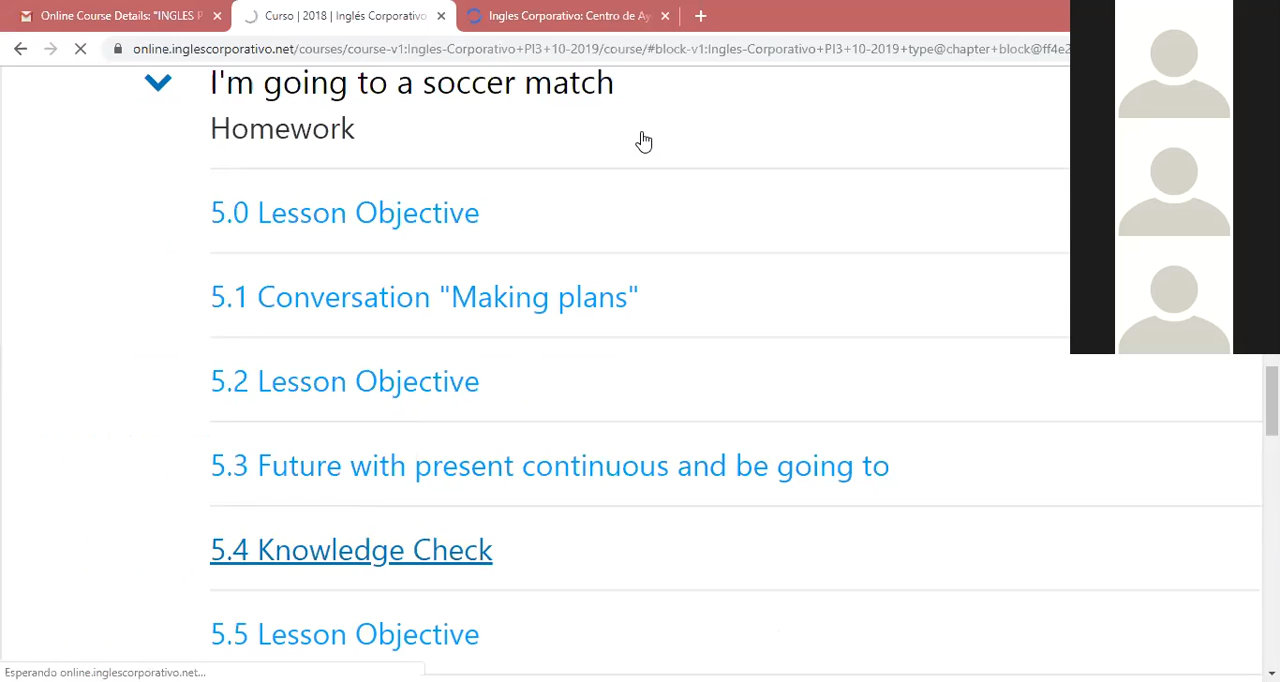 Online Course Details: "INGLES P
Curso | 2018 | Inglés Corporativo
Ingles Corporativo: Centro de Ay
online.inglescorporativo.net/courses/course-v1:Ingles-Corporativo+PI3+10-2019/course/#block-v1:Ingles-Corporativo+PI3+10-2019+type@chapter+block@ff4e2
I'm going to a soccer match
Homework
5.0 Lesson Objective
5.1 Conversation "Making plans"
5.2 Lesson Objective
5.3 Future with present continuous and be going to
5.4 Knowledge Check
5.5 Lesson Objective
Esperando online.inglescorporativo.net...